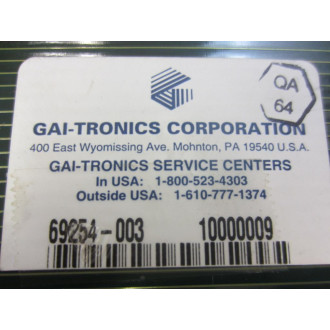 QA
64
GAI-TRONICS CORPORATION
400 East Wyomissing Ave. Mohnton, PA 19540 U.S.A.
GAI-TRONICS SERVICE CENTERS
In USA: 1-800-523-4303
Outside USA: 1-610-777-1374
69254-003 10000009